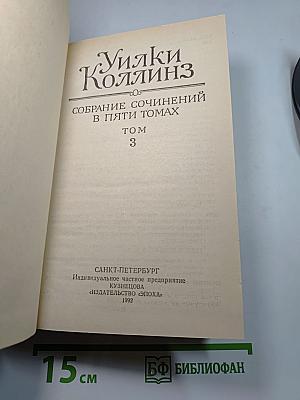 Уилки
Коллинз
СОБРАНИЕ СОЧИНЕНИЙ
В ПЯТИ ТОМАХ
ТОМ
3
САНКТ-ПЕТЕРБУРГ
Индивидуальное частное предприятие
КУЗНЕЦОВА
«ИЗДАТЕЛЬСТВО «ЭПОХА»
1992
15 см
БФ БИБЛИОФАН